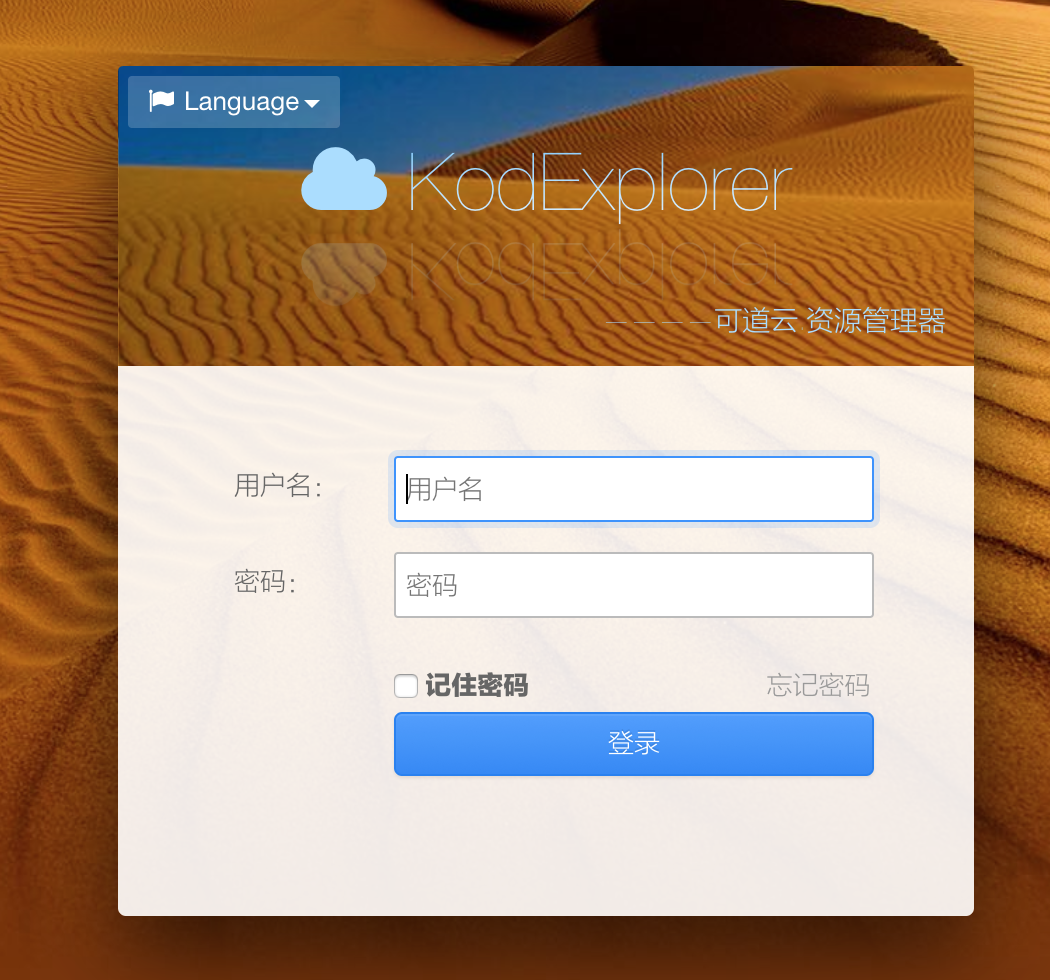 Language
KodExplorer
————可道云.资源管理器
用户名：
用户名
密码：
密码
记住密码 忘记密码
登录